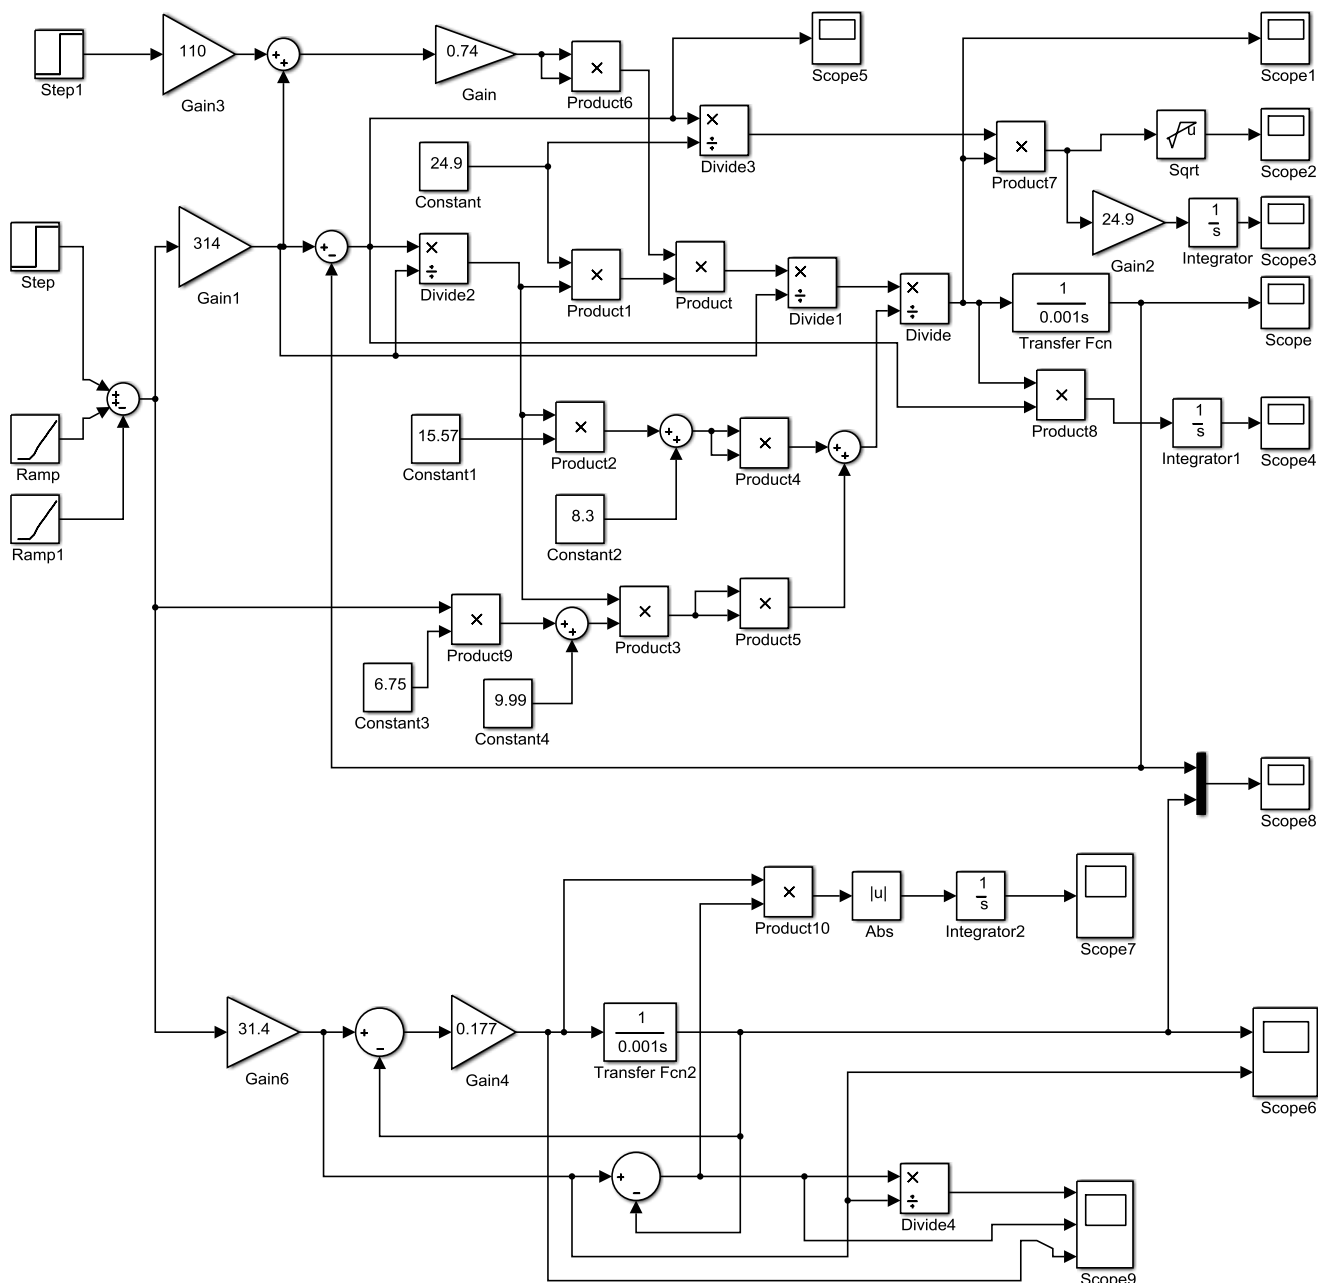 110
Step1
Gain3
0.74
Gain
Product6
Scope5
Scope1
24.9
Constant
Divide3
Product7
u
Sqrt
Scope2
314
Step
Gain1
Divide2
Product1
Product
Divide1
Divide
24.9
Gain2
1
s
Integrator
Scope3
1
0.001s
Transfer Fcn
Scope
Ramp
Ramp1
15.57
Constant1
Product2
8.3
Constant2
Product4
Product8
1
s
Integrator1
Scope4
Product9
6.75
Constant3
9.99
Constant4
Product3
Product5
Scope8
Product10
|u|
Abs
1
s
Integrator2
Scope7
31.4
Gain6
0.177
Gain4
1
0.001s
Transfer Fcn2
Scope6
Divide4
Scope9